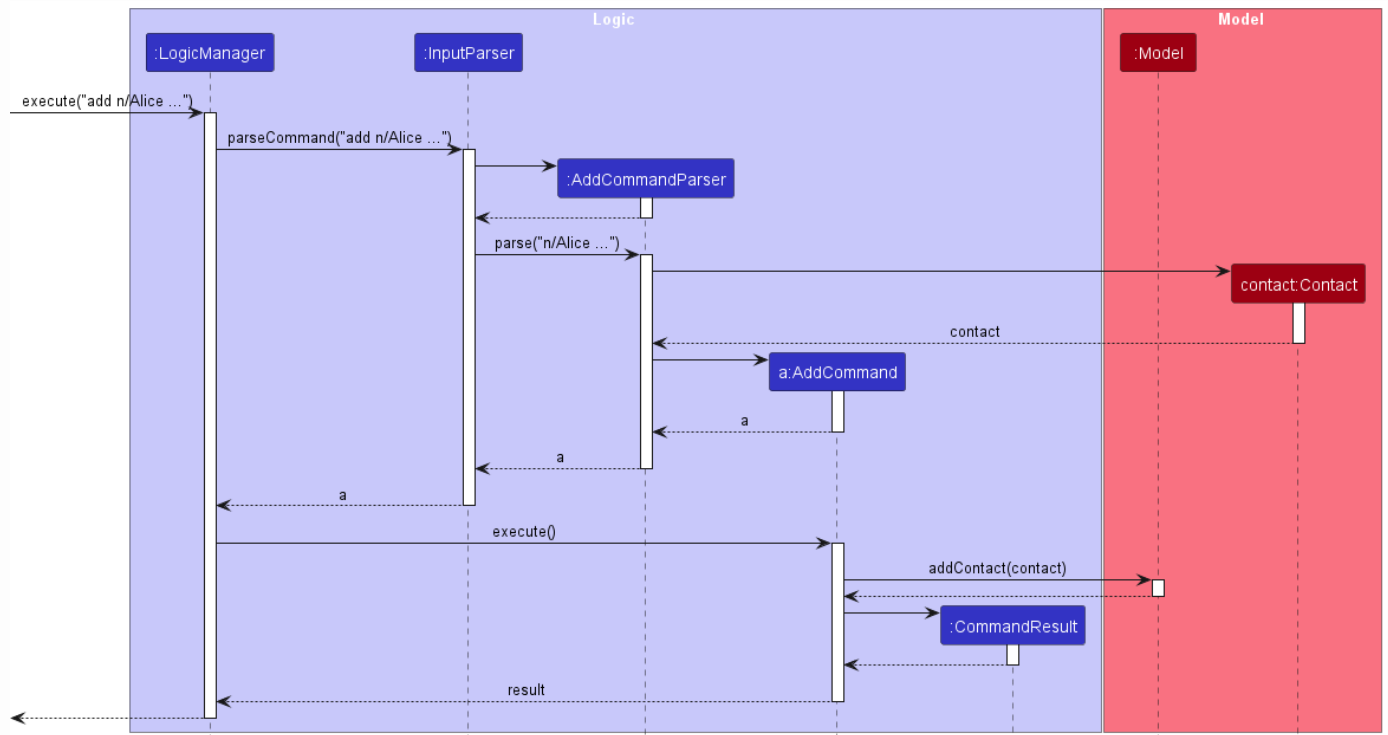 Logic
Model
:LogicManager
:InputParser
:Model
execute("add n/Alice ...")
parseCommand("add n/Alice ...")
:AddCommandParser
parse("n/Alice ...")
contact:Contact
contact
a:AddCommand
a
a
a
execute()
addContact(contact)
:CommandResult
result